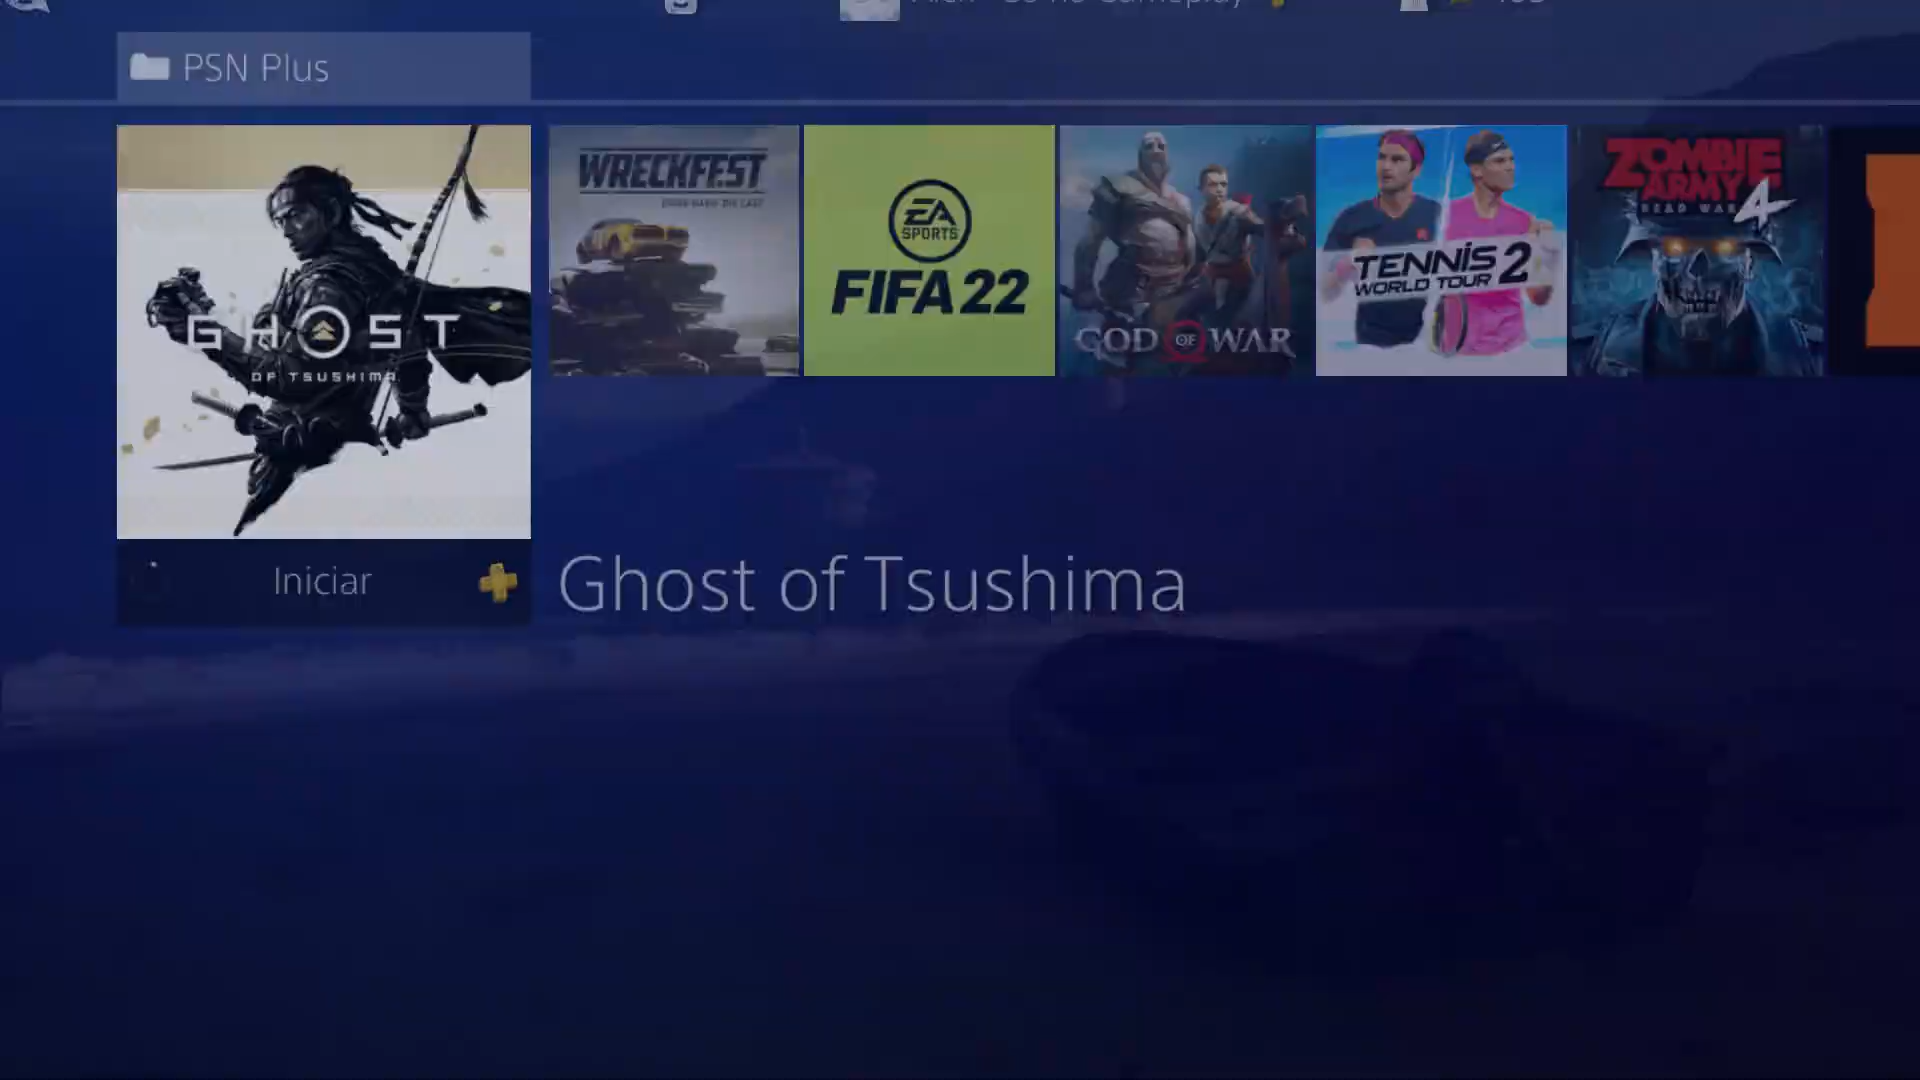 PSN Plus
GHOST
OF TSUSHIMA
WRECKFEST
EA
SPORTS
FIFA 22
GOD OF WAR
TENNIS
WORLD TOUR 2
ZOMBIE
ARMY 4
DEAD WAR
Iniciar
Ghost of Tsushima